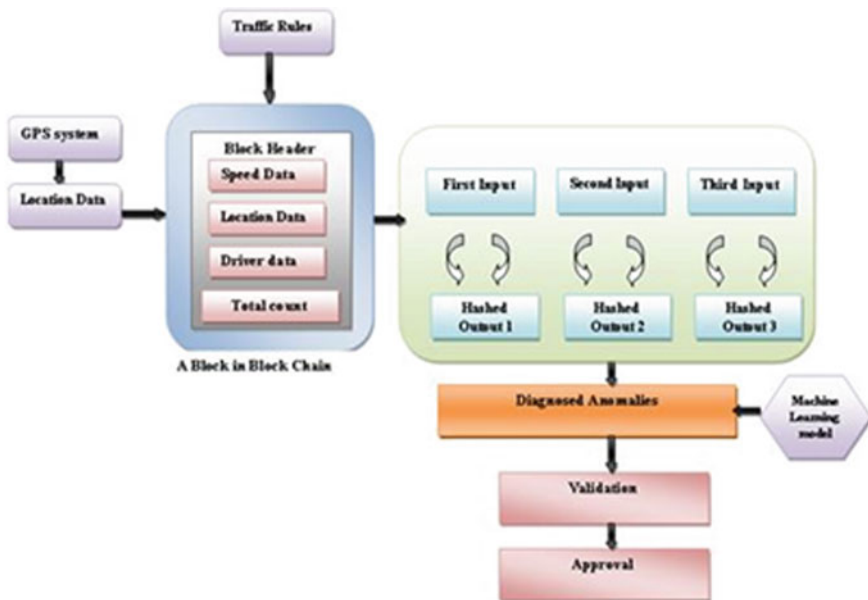 Traffic Rules
GPS system
Location Data
Block Header
Speed Data
Location Data
Driver data
Total count
A Block in Block Chain
First Input
Second Input
Third Input
Hashed
Output 1
Hashed
Output 2
Hashed
Output 3
Diagnosed Anomalies
Machine
Learning
model
Validation
Approval